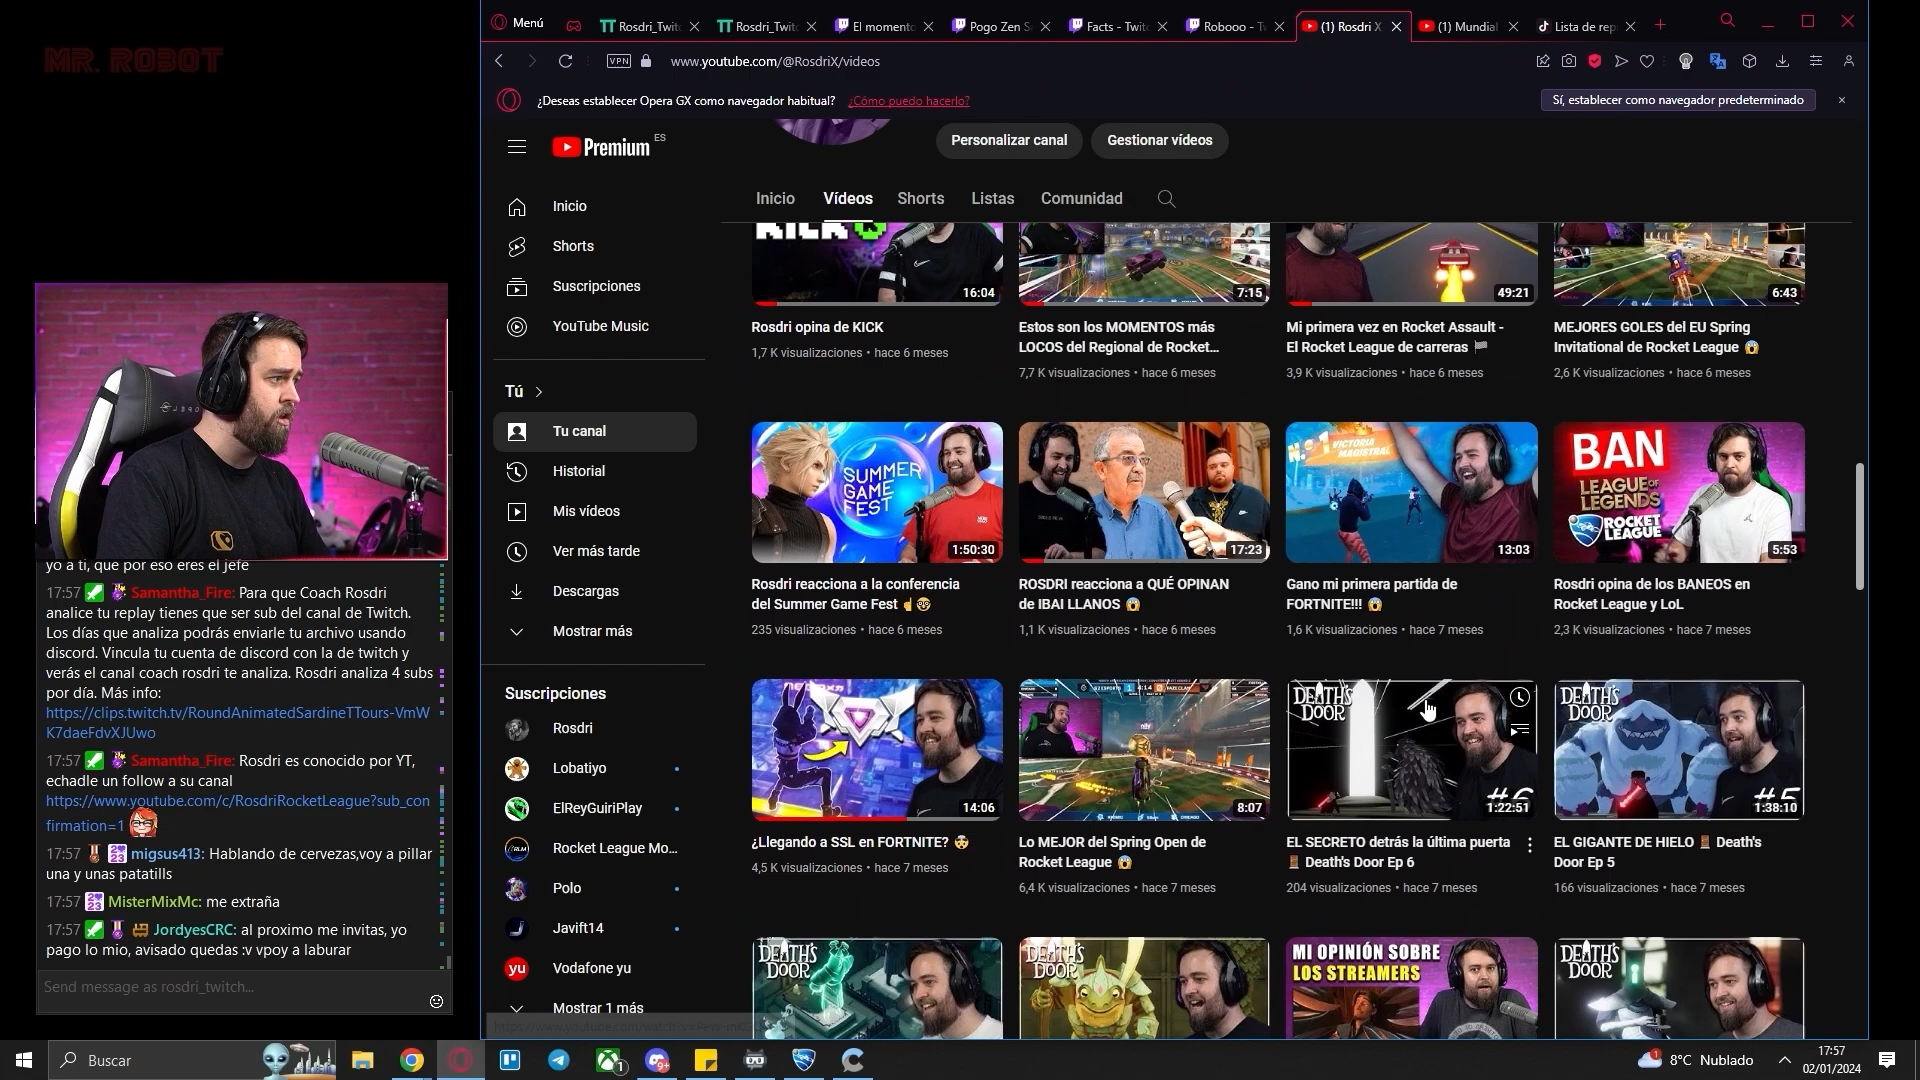 MR. ROBOT
Menú
Rosdri_Twitc
Rosdri_Twitc
El momento
Pogo Zen S
Facts - Twitc
Robooo - Tw
(1) Rosdri X
(1) Mundial
Lista de rep
VPN
www.youtube.com/@RosdriX/videos
¿Deseas establecer Opera GX como navegador habitual?
¿Cómo puedo hacerlo?
Sí, establecer como navegador predeterminado
Premium
ES
Personalizar canal
Gestionar vídeos
Inicio
Vídeos
Shorts
Listas
Comunidad
Inicio
Shorts
Suscripciones
YouTube Music
Tú
Tu canal
Historial
Mis vídeos
Ver más tarde
Descargas
Mostrar más
Suscripciones
Rosdri
Lobatiyo
ElReyGuiriPlay
Rocket League Mo...
Polo
Javift14
Vodafone yu
Mostrar 1 más
KICK
16:04
Rosdri opina de KICK
1,7 K visualizaciones • hace 6 meses
7:15
Estos son los MOMENTOS más
LOCOS del Regional de Rocket...
7,7 K visualizaciones • hace 6 meses
49:21
Mi primera vez en Rocket Assault -
El Rocket League de carreras 🏁
3,9 K visualizaciones • hace 6 meses
6:43
MEJORES GOLES del EU Spring
Invitational de Rocket League 😱
2,6 K visualizaciones • hace 6 meses
SUMMER
GAME
FEST
1:50:30
Rosdri reacciona a la conferencia
del Summer Game Fest ☝🤓
235 visualizaciones • hace 6 meses
17:23
ROSDRI reacciona a QUÉ OPINAN
de IBAI LLANOS 😱
1,1 K visualizaciones • hace 6 meses
N.º1 VICTORIA
MAGISTRAL
13:03
Gano mi primera partida de
FORTNITE!!! 😱
1,6 K visualizaciones • hace 7 meses
BAN
LEAGUE OF
LEGENDS
ROCKET
LEAGUE
5:53
Rosdri opina de los BANEOS en
Rocket League y LoL
2,3 K visualizaciones • hace 7 meses
14:06
¿Llegando a SSL en FORTNITE? 🤯
4,5 K visualizaciones • hace 7 meses
8:07
Lo MEJOR del Spring Open de
Rocket League 😱
6,4 K visualizaciones • hace 7 meses
DEATH'S
DOOR
#6
1:22:51
EL SECRETO detrás la última puerta
🚪 Death's Door Ep 6
204 visualizaciones • hace 7 meses
DEATH'S
DOOR
#5
1:38:10
EL GIGANTE DE HIELO 🚪 Death's
Door Ep 5
166 visualizaciones • hace 7 meses
DEATH'S
DOOR
DEATH'S
DOOR
MI OPINIÓN SOBRE
LOS STREAMERS
DEATH'S
DOOR
yo a ti, que por eso eres el jefe
17:57 Samantha_Fire: Para que Coach Rosdri
analice tu replay tienes que ser sub del canal de Twitch.
Los días que analiza podrás enviarle tu archivo usando
discord. Vincula tu cuenta de discord con la de twitch y
verás el canal coach rosdri te analiza. Rosdri analiza 4 subs
por día. Más info:
https://clips.twitch.tv/RoundAnimatedSardineTTours-VmW
K7daeFdvXJUwo
17:57 Samantha_Fire: Rosdri es conocido por YT,
echadle un follow a su canal
https://www.youtube.com/c/RosdriRocketLeague?sub_con
firmation=1
17:57 migsus413: Hablando de cervezas,voy a pillar
una y unas patatills
17:57 MisterMixMc: me extraña
17:57 JordyesCRC: al proximo me invitas, yo
pago lo mio, avisado quedas :v vpoy a laburar
Send message as rosdri_twitch...
Buscar
8°C Nublado
17:57
02/01/2024